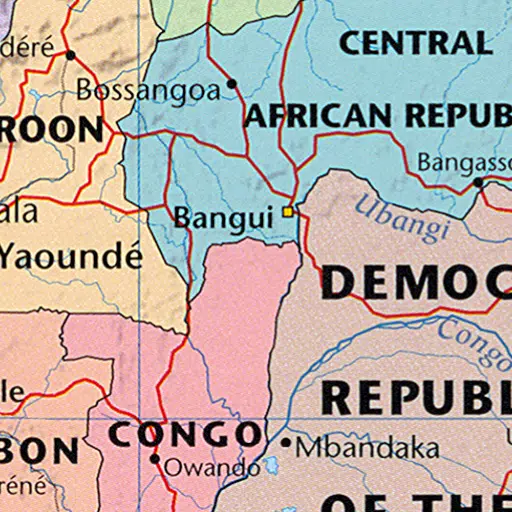 déré
CENTRAL
Bossangoa
AFRICAN REPUB
ROON
Bangasso
ala
Bangui
Ubangi
Yaoundé
DEMOC
Congo
le
REPUBL
CONGO
BON
Mbandaka
Owando
réné
OF THE